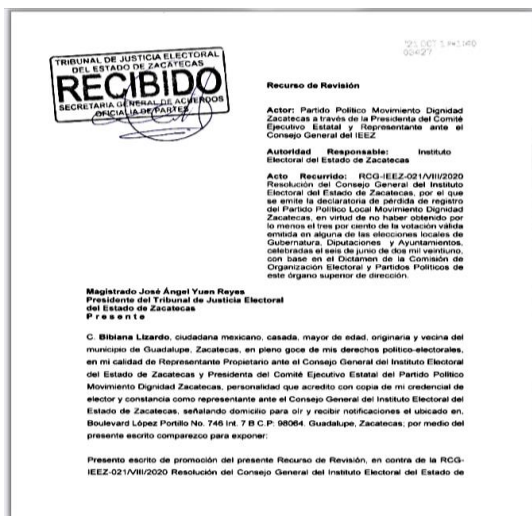 '21 OCT 1
TRIBUNAL DE JUSTICIA ELECTORAL
DEL ESTADO DE ZACATECAS
RECIBIDO
SECRETARIA GENERAL DE ACUERDOS
OFICIALIA DE PARTES
Recurso de Revisión
Actor: Partido Político Movimiento Dignidad
Zacatecas a través de la Presidenta del Comité
Ejecutivo Estatal y Representante ante el
Consejo General del IEEZ
Autoridad Responsable: Instituto
Electoral del Estado de Zacatecas
Acto Recurrido: RCG-IEEZ-021/VIII/2020
Resolución del Consejo General del Instituto
Electoral del Estado de Zacatecas, por el que
se emite la declaratoria de pérdida de registro
del Partido Político Local Movimiento Dignidad
Zacatecas, en virtud de no haber obtenido por
lo menos el tres por ciento de la votación válida
emitida en alguna de las elecciones locales de
Gubernatura, Diputaciones y Ayuntamientos,
celebradas el seis de junio de dos mil veintiuno,
con base en el Dictamen de la Comisión de
Organización Electoral y Partidos Políticos de
este órgano superior de dirección.
Magistrado José Ángel Yuen Reyes
Presidente del Tribunal de Justicia Electoral
del Estado de Zacatecas
P r e s e n t e
C. Bibiana Lizardo, ciudadana mexicano, casada, mayor de edad, originaria y vecina del
municipio de Guadalupe, Zacatecas, en pleno goce de mis derechos político-electorales,
en mi calidad de Representante Propietario ante el Consejo General del Instituto Electoral
del Estado de Zacatecas y Presidenta del Comité Ejecutivo Estatal del Partido Político
Movimiento Dignidad Zacatecas, personalidad que acredito con copia de mi credencial de
elector y constancia como representante ante el Consejo General del Instituto Electoral del
Estado de Zacatecas, señalando domicilio para oír y recibir notificaciones el ubicado en,
Boulevard López Portillo No. 746 Int. 7 B C.P: 98064. Guadalupe, Zacatecas; por medio del
presente escrito comparezco para exponer:
Presento escrito de promoción del presente Recurso de Revisión, en contra de la RCG-
IEEZ-021/VIII/2020 Resolución del Consejo General del Instituto Electoral del Estado de